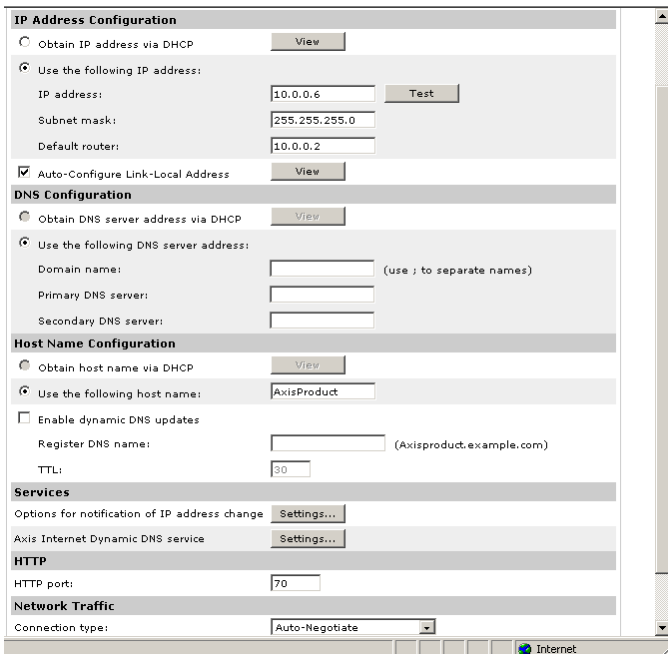 IP Address Configuration
Obtain IP address via DHCP View
Use the following IP address:
IP address: 10.0.0.6 Test
Subnet mask: 255.255.255.0
Default router: 10.0.0.2
Auto-Configure Link-Local Address View
DNS Configuration
Obtain DNS server address via DHCP View
Use the following DNS server address:
Domain name: (use ; to separate names)
Primary DNS server:
Secondary DNS server:
Host Name Configuration
Obtain host name via DHCP View
Use the following host name: AxisProduct
Enable dynamic DNS updates
Register DNS name: (Axisproduct.example.com)
TTL: 30
Services
Options for notification of IP address change Settings...
Axis Internet Dynamic DNS service Settings...
HTTP
HTTP port: 70
Network Traffic
Connection type: Auto-Negotiate
Internet